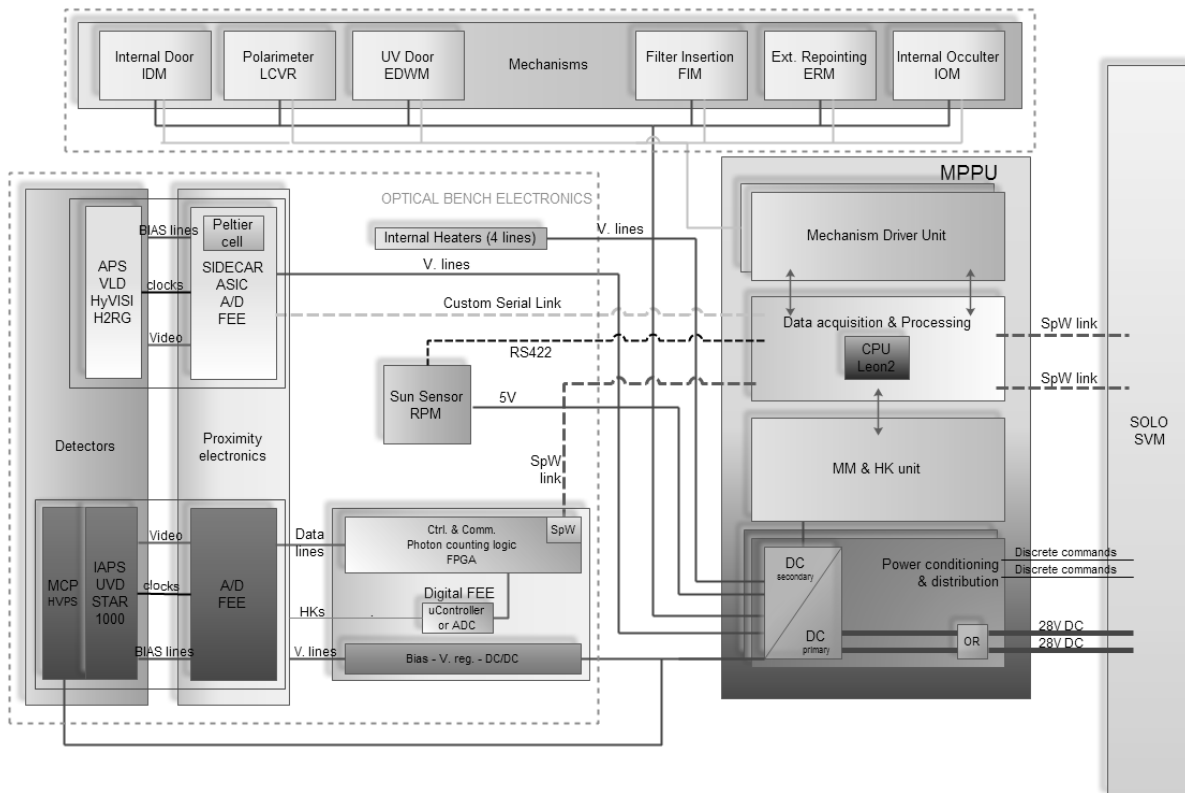 Internal Door
IDM
Polarimeter
LCVR
UV Door
EDWM
Mechanisms
Filter Insertion
FIM
Ext. Repointing
ERM
Internal Occulter
IOM
OPTICAL BENCH ELECTRONICS
MPPU
Mechanism Driver Unit
Internal Heaters (4 lines)
V. lines
BIAS lines
Peltier
cell
APS
VLD
HyVISI
H2RG
SIDECAR
ASIC
A/D
FEE
clocks
Video
V. lines
Custom Serial Link
RS422
Data acquisition & Processing
CPU
Leon2
SpW link
SpW link
Sun Sensor
RPM
5V
SOLO
SVM
Detectors
Proximity
electronics
SpW
link
MM & HK unit
MCP
HVPS
IAPS
UVD
STAR
1000
Video
clocks
BIAS lines
A/D
FEE
Data
lines
HKs
V. lines
Ctrl. & Comm.
Photon counting logic
FPGA
SpW
Digital FEE
uController
or ADC
Bias - V. reg. - DC/DC
DC
secondary
DC
primary
Power conditioning
& distribution
OR
Discrete commands
Discrete commands
28V DC
28V DC